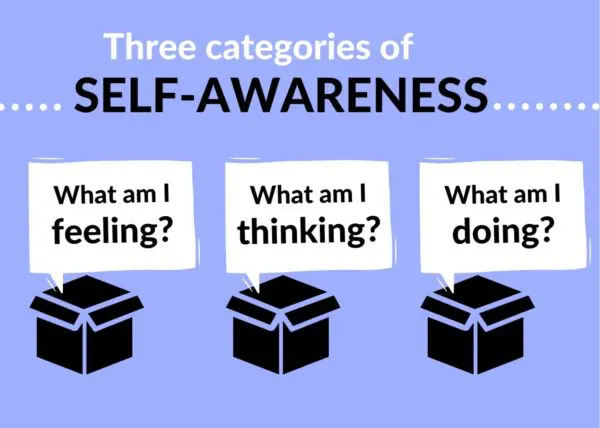 Three categories of
SELF-AWARENESS
What am I
feeling?
What am I
thinking?
What am I
doing?